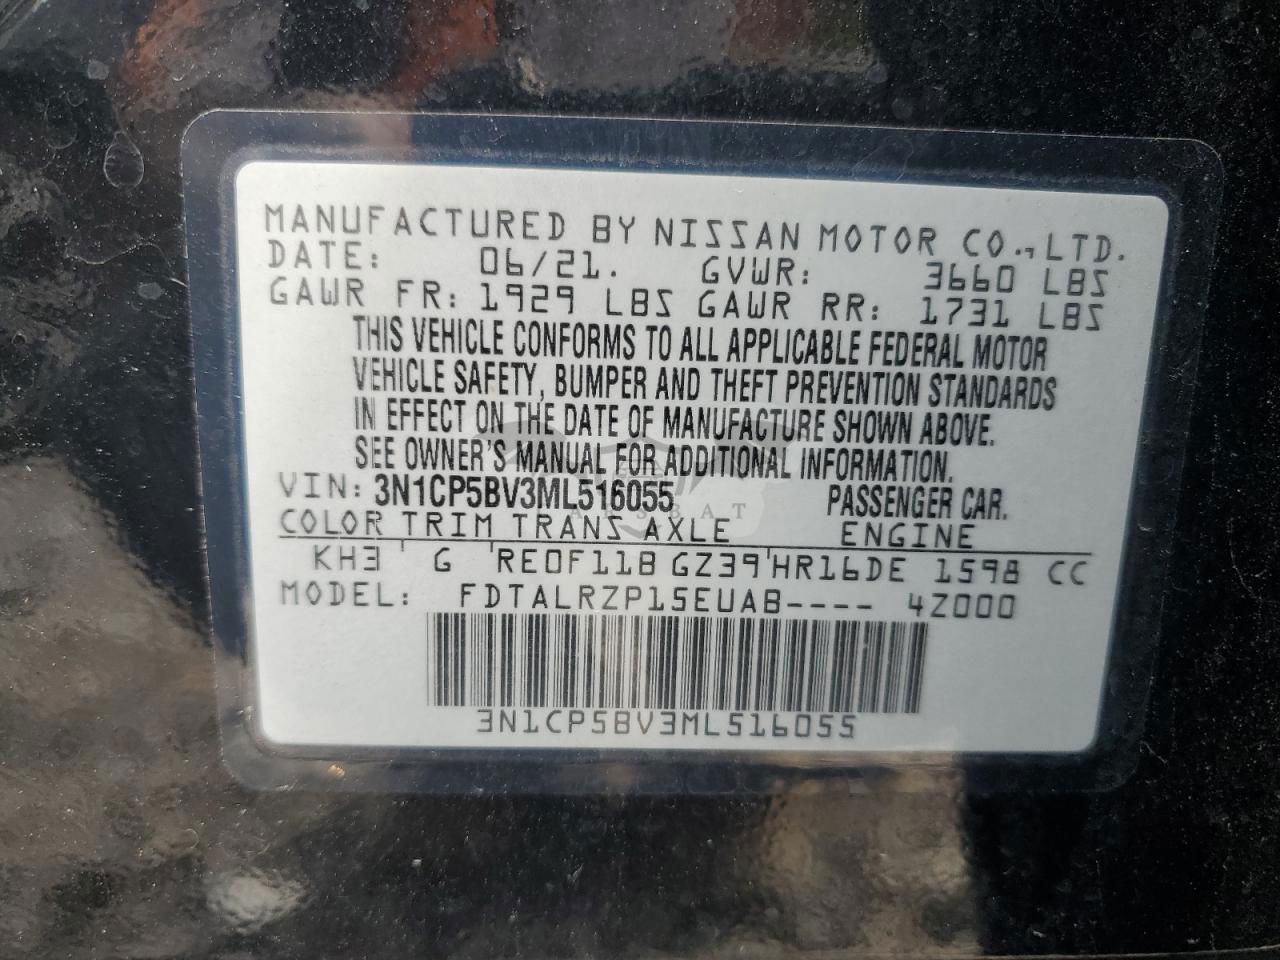 MANUFACTURED BY NISSAN MOTOR CO., LTD.
DATE: 06/21. GVWR: 3660 LBS
GAWR FR: 1929 LBS GAWR RR: 1731 LBS
THIS VEHICLE CONFORMS TO ALL APPLICABLE FEDERAL MOTOR
VEHICLE SAFETY, BUMPER AND THEFT PREVENTION STANDARDS
IN EFFECT ON THE DATE OF MANUFACTURE SHOWN ABOVE.
SEE OWNER'S MANUAL FOR ADDITIONAL INFORMATION.
VIN: 3N1CP5BV3ML516055 PASSENGER CAR.
COLOR TRIM TRANS AXLE ENGINE
KH3 ' G ' RE0F11B GZ39 ' HR16DE 1598 CC
MODEL: FDTALRZP15EUAB---- 4Z000
3N1CP5BV3ML516055